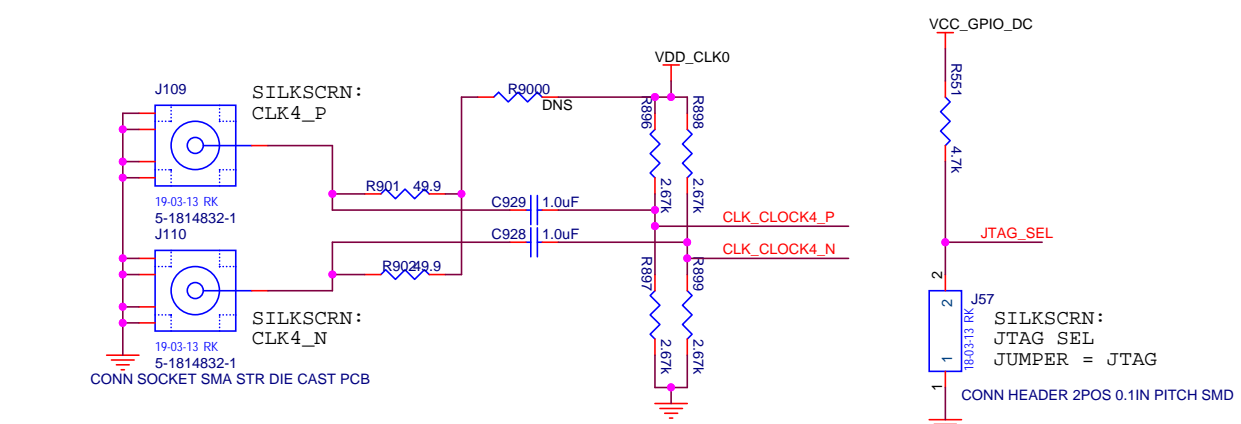 VCC_GPIO_DC
VDD_CLK0
J109
SILKSCRN:
CLK4_P
R9000
DNS
R896
R898
R551
4.7k
19-03-13 RK
5-1814832-1
R901
49.9
2.67k
2.67k
C929
1.0uF
CLK_CLOCK4_P
J110
C928
1.0uF
CLK_CLOCK4_N
JTAG_SEL
R902
49.9
R897
R899
2
2
J57
SILKSCRN:
CLK4_N
19-03-13 RK
5-1814832-1
CONN SOCKET SMA STR DIE CAST PCB
2.67k
2.67k
18-03-13 RK
SILKSCRN:
JTAG SEL
JUMPER = JTAG
1
1
CONN HEADER 2POS 0.1IN PITCH SMD